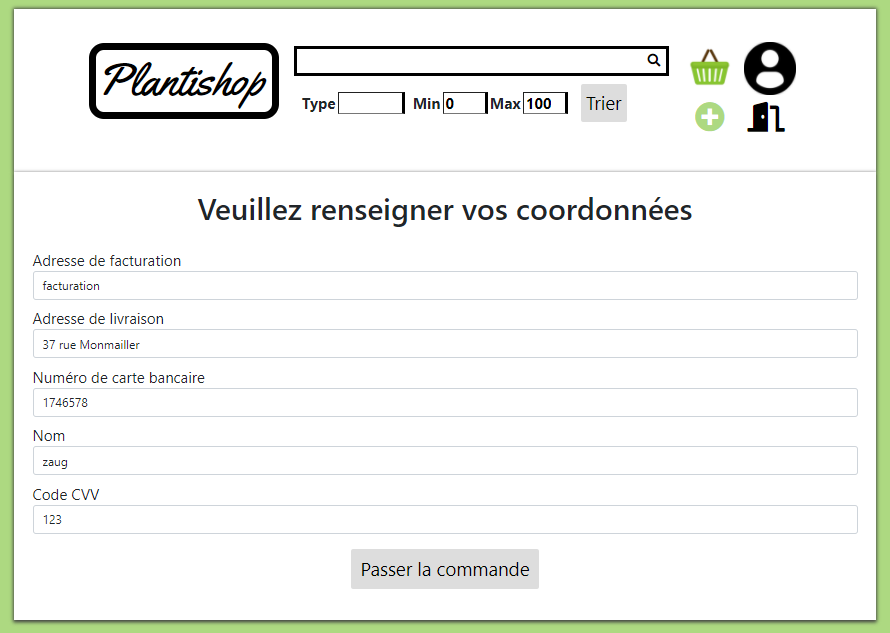 Plantishop
Type Min 0 Max 100 Trier
Veuillez renseigner vos coordonnées
Adresse de facturation
facturation
Adresse de livraison
37 rue Monmailler
Numéro de carte bancaire
1746578
Nom
zaug
Code CVV
123
Passer la commande